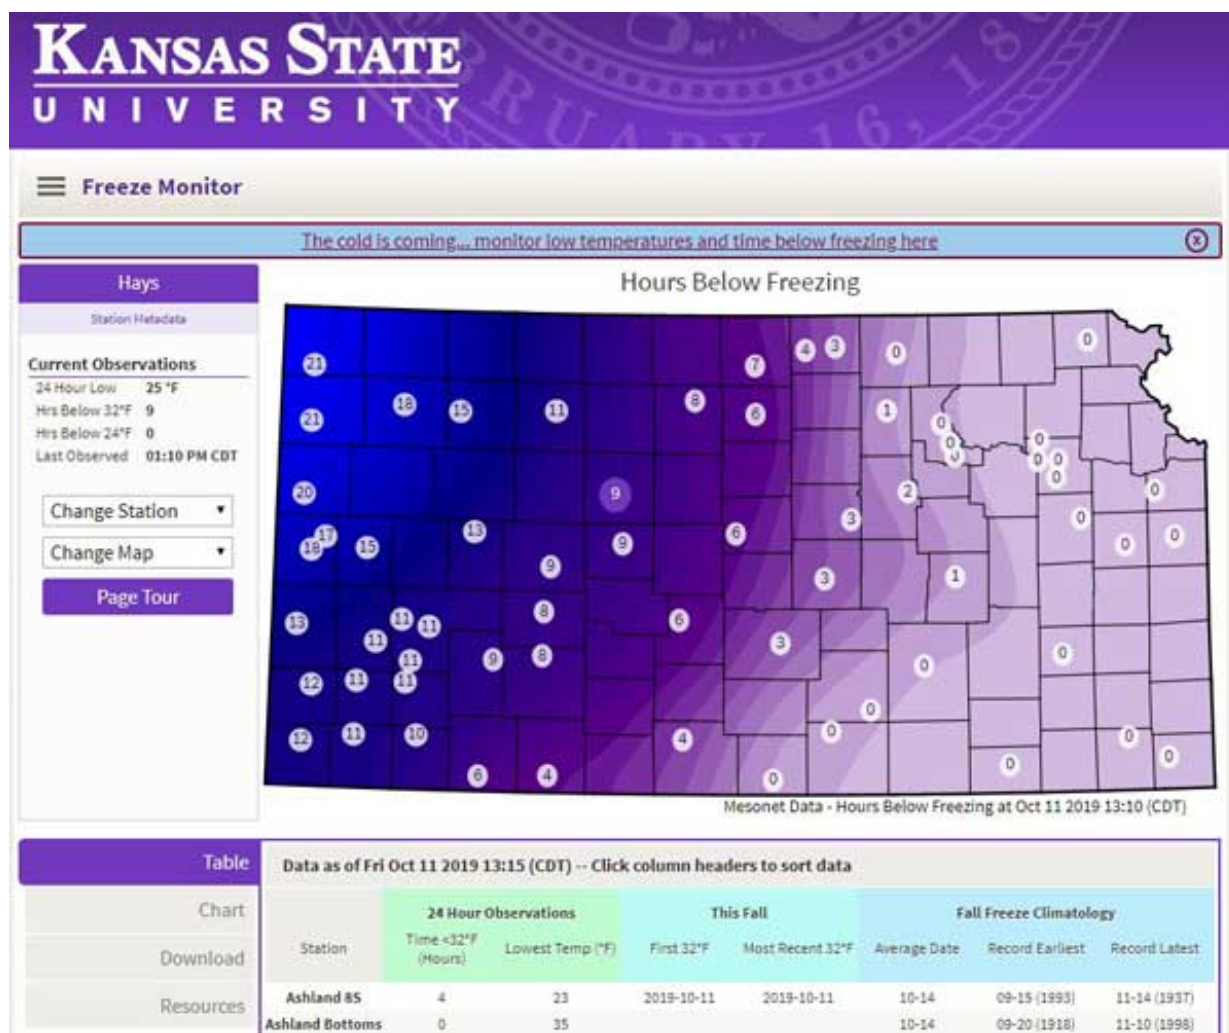 KANSAS STATE
UNIVERSITY
BRUARY 16, 18
Freeze Monitor
The cold is coming... monitor low temperatures and time below freezing here
Hays
Station Metadata
Current Observations
24 Hour Low 25 °F
Hrs Below 32°F 9
Hrs Below 24°F 0
Last Observed 01:10 PM CDT
Change Station
Change Map
Page Tour
Hours Below Freezing
21 7 4 3 0 0
21 18 15 11 8 6 1 0
0 0 0
0 0 0
20 9 2 0
17 18 15 13 9 6 3 0 0 0
9 3 1
13 11 11 8 6
11 11 9 8 3 0 0
12 11 11
12 11 10 4 0 0 0
6 4 0 0 0
Mesonet Data - Hours Below Freezing at Oct 11 2019 13:10 (CDT)
Table
Chart
Download
Resources
Data as of Fri Oct 11 2019 13:15 (CDT) -- Click column headers to sort data
24 Hour Observations This Fall Fall Freeze Climatology
Station Time <32°F (Hours) Lowest Temp (°F) First 32°F Most Recent 32°F Average Date Record Earliest Record Latest
Ashland 8S 4 23 2019-10-11 2019-10-11 10-14 09-15 (1993) 11-14 (1937)
Ashland Bottoms 0 35 10-14 09-20 (1918) 11-10 (1998)